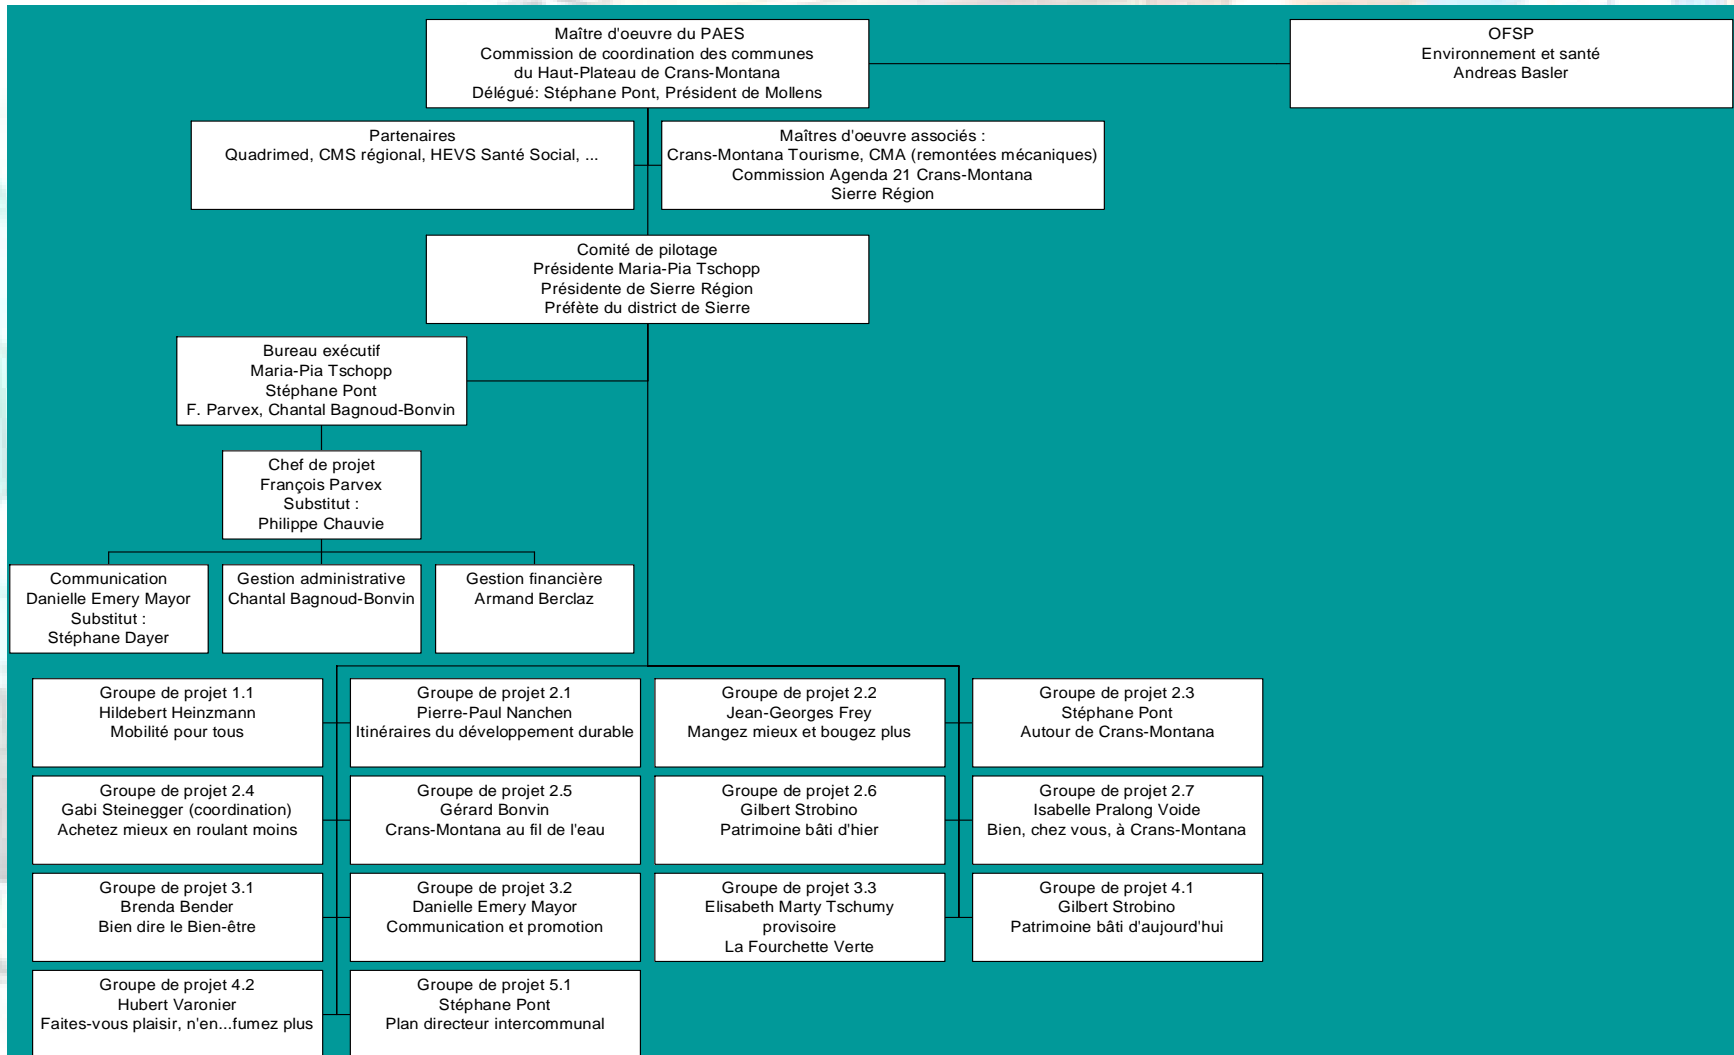 Maître d'oeuvre du PAES
Commission de coordination des communes
du Haut-Plateau de Crans-Montana
Délégué: Stéphane Pont, Président de Mollens
OFSP
Environnement et santé
Andreas Basler
Partenaires
Quadrimed, CMS régional, HEVS Santé Social, ...
Maîtres d'oeuvre associés :
Crans-Montana Tourisme, CMA (remontées mécaniques)
Commission Agenda 21 Crans-Montana
Sierre Région
Comité de pilotage
Présidente Maria-Pia Tschopp
Présidente de Sierre Région
Préfète du district de Sierre
Bureau exécutif
Maria-Pia Tschopp
Stéphane Pont
F. Parvex, Chantal Bagnoud-Bonvin
Chef de projet
François Parvex
Substitut :
Philippe Chauvie
Communication
Danielle Emery Mayor
Substitut :
Stéphane Dayer
Gestion administrative
Chantal Bagnoud-Bonvin
Gestion financière
Armand Berclaz
Groupe de projet 1.1
Hildebert Heinzmann
Mobilité pour tous
Groupe de projet 2.1
Pierre-Paul Nanchen
Itinéraires du développement durable
Groupe de projet 2.2
Jean-Georges Frey
Mangez mieux et bougez plus
Groupe de projet 2.3
Stéphane Pont
Autour de Crans-Montana
Groupe de projet 2.4
Gabi Steinegger (coordination)
Achetez mieux en roulant moins
Groupe de projet 2.5
Gérard Bonvin
Crans-Montana au fil de l'eau
Groupe de projet 2.6
Gilbert Strobino
Patrimoine bâti d'hier
Groupe de projet 2.7
Isabelle Pralong Voide
Bien, chez vous, à Crans-Montana
Groupe de projet 3.1
Brenda Bender
Bien dire le Bien-être
Groupe de projet 3.2
Danielle Emery Mayor
Communication et promotion
Groupe de projet 3.3
Elisabeth Marty Tschumy
provisoire
La Fourchette Verte
Groupe de projet 4.1
Gilbert Strobino
Patrimoine bâti d'aujourd'hui
Groupe de projet 4.2
Hubert Varonier
Faites-vous plaisir, n'en...fumez plus
Groupe de projet 5.1
Stéphane Pont
Plan directeur intercommunal